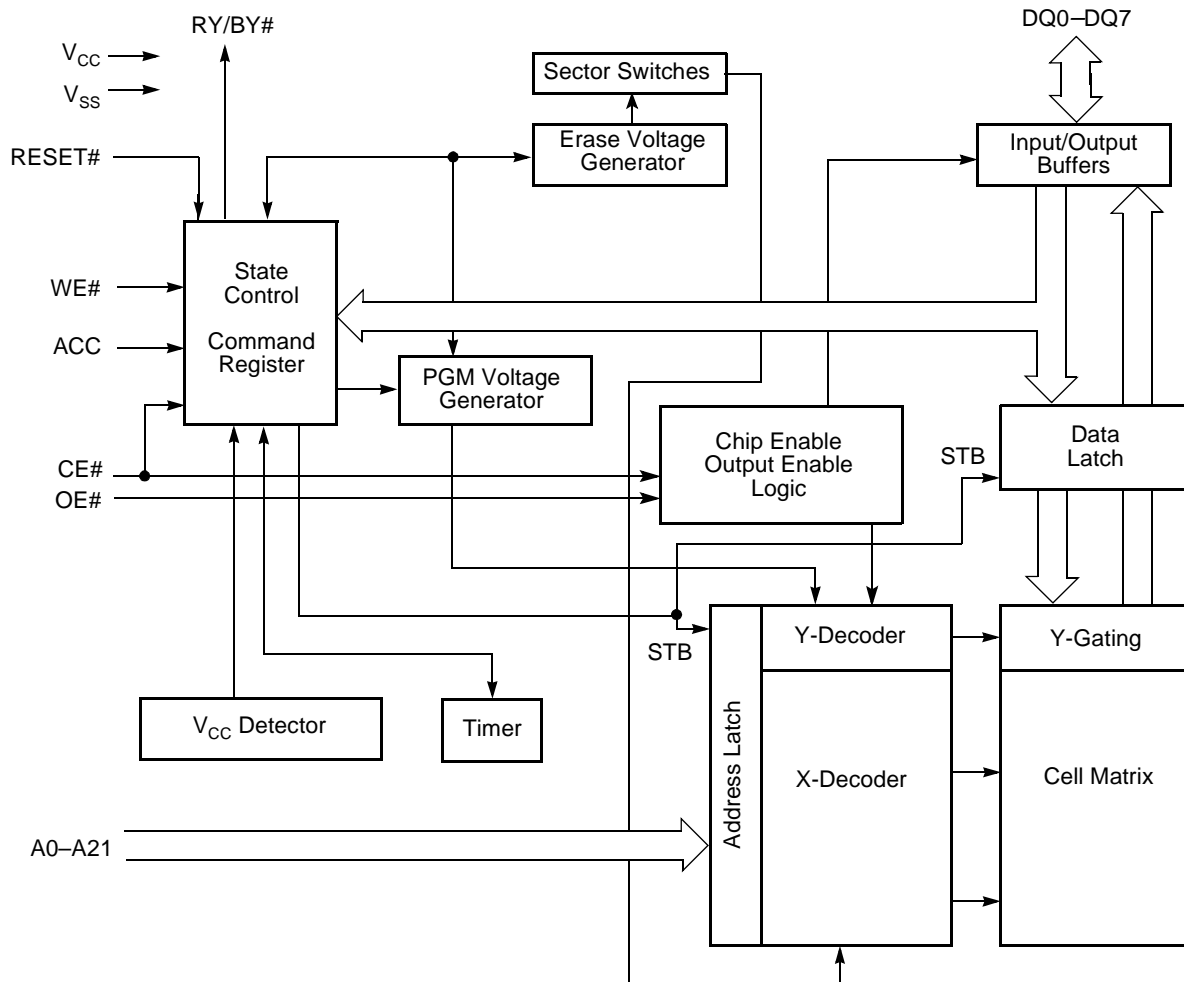 RY/BY#
DQ0–DQ7
VCC
VSS
Sector Switches
RESET#
Erase Voltage
Generator
Input/Output
Buffers
WE#
State
Control
ACC
Command
Register
PGM Voltage
Generator
CE#
OE#
Chip Enable
Output Enable
Logic
STB
Data
Latch
STB
Y-Decoder
Y-Gating
VCC Detector
Timer
Address Latch
X-Decoder
Cell Matrix
A0–A21